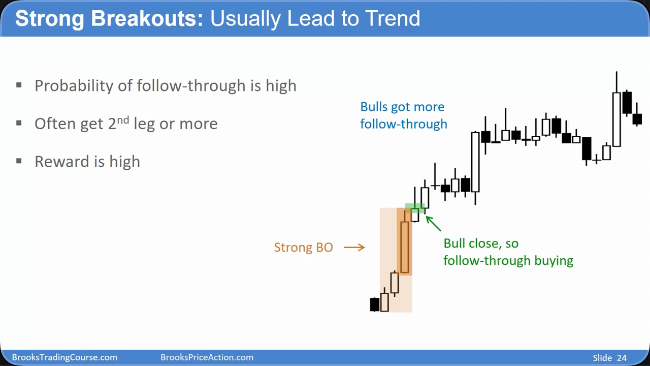 Strong Breakouts: Usually Lead to Trend
▪ Probability of follow-through is high
▪ Often get 2nd leg or more
▪ Reward is high
Bulls got more
follow-through
Strong BO
Bull close, so
follow-through buying
BrooksTradingCourse.com
BrooksPriceAction.com
Slide 24